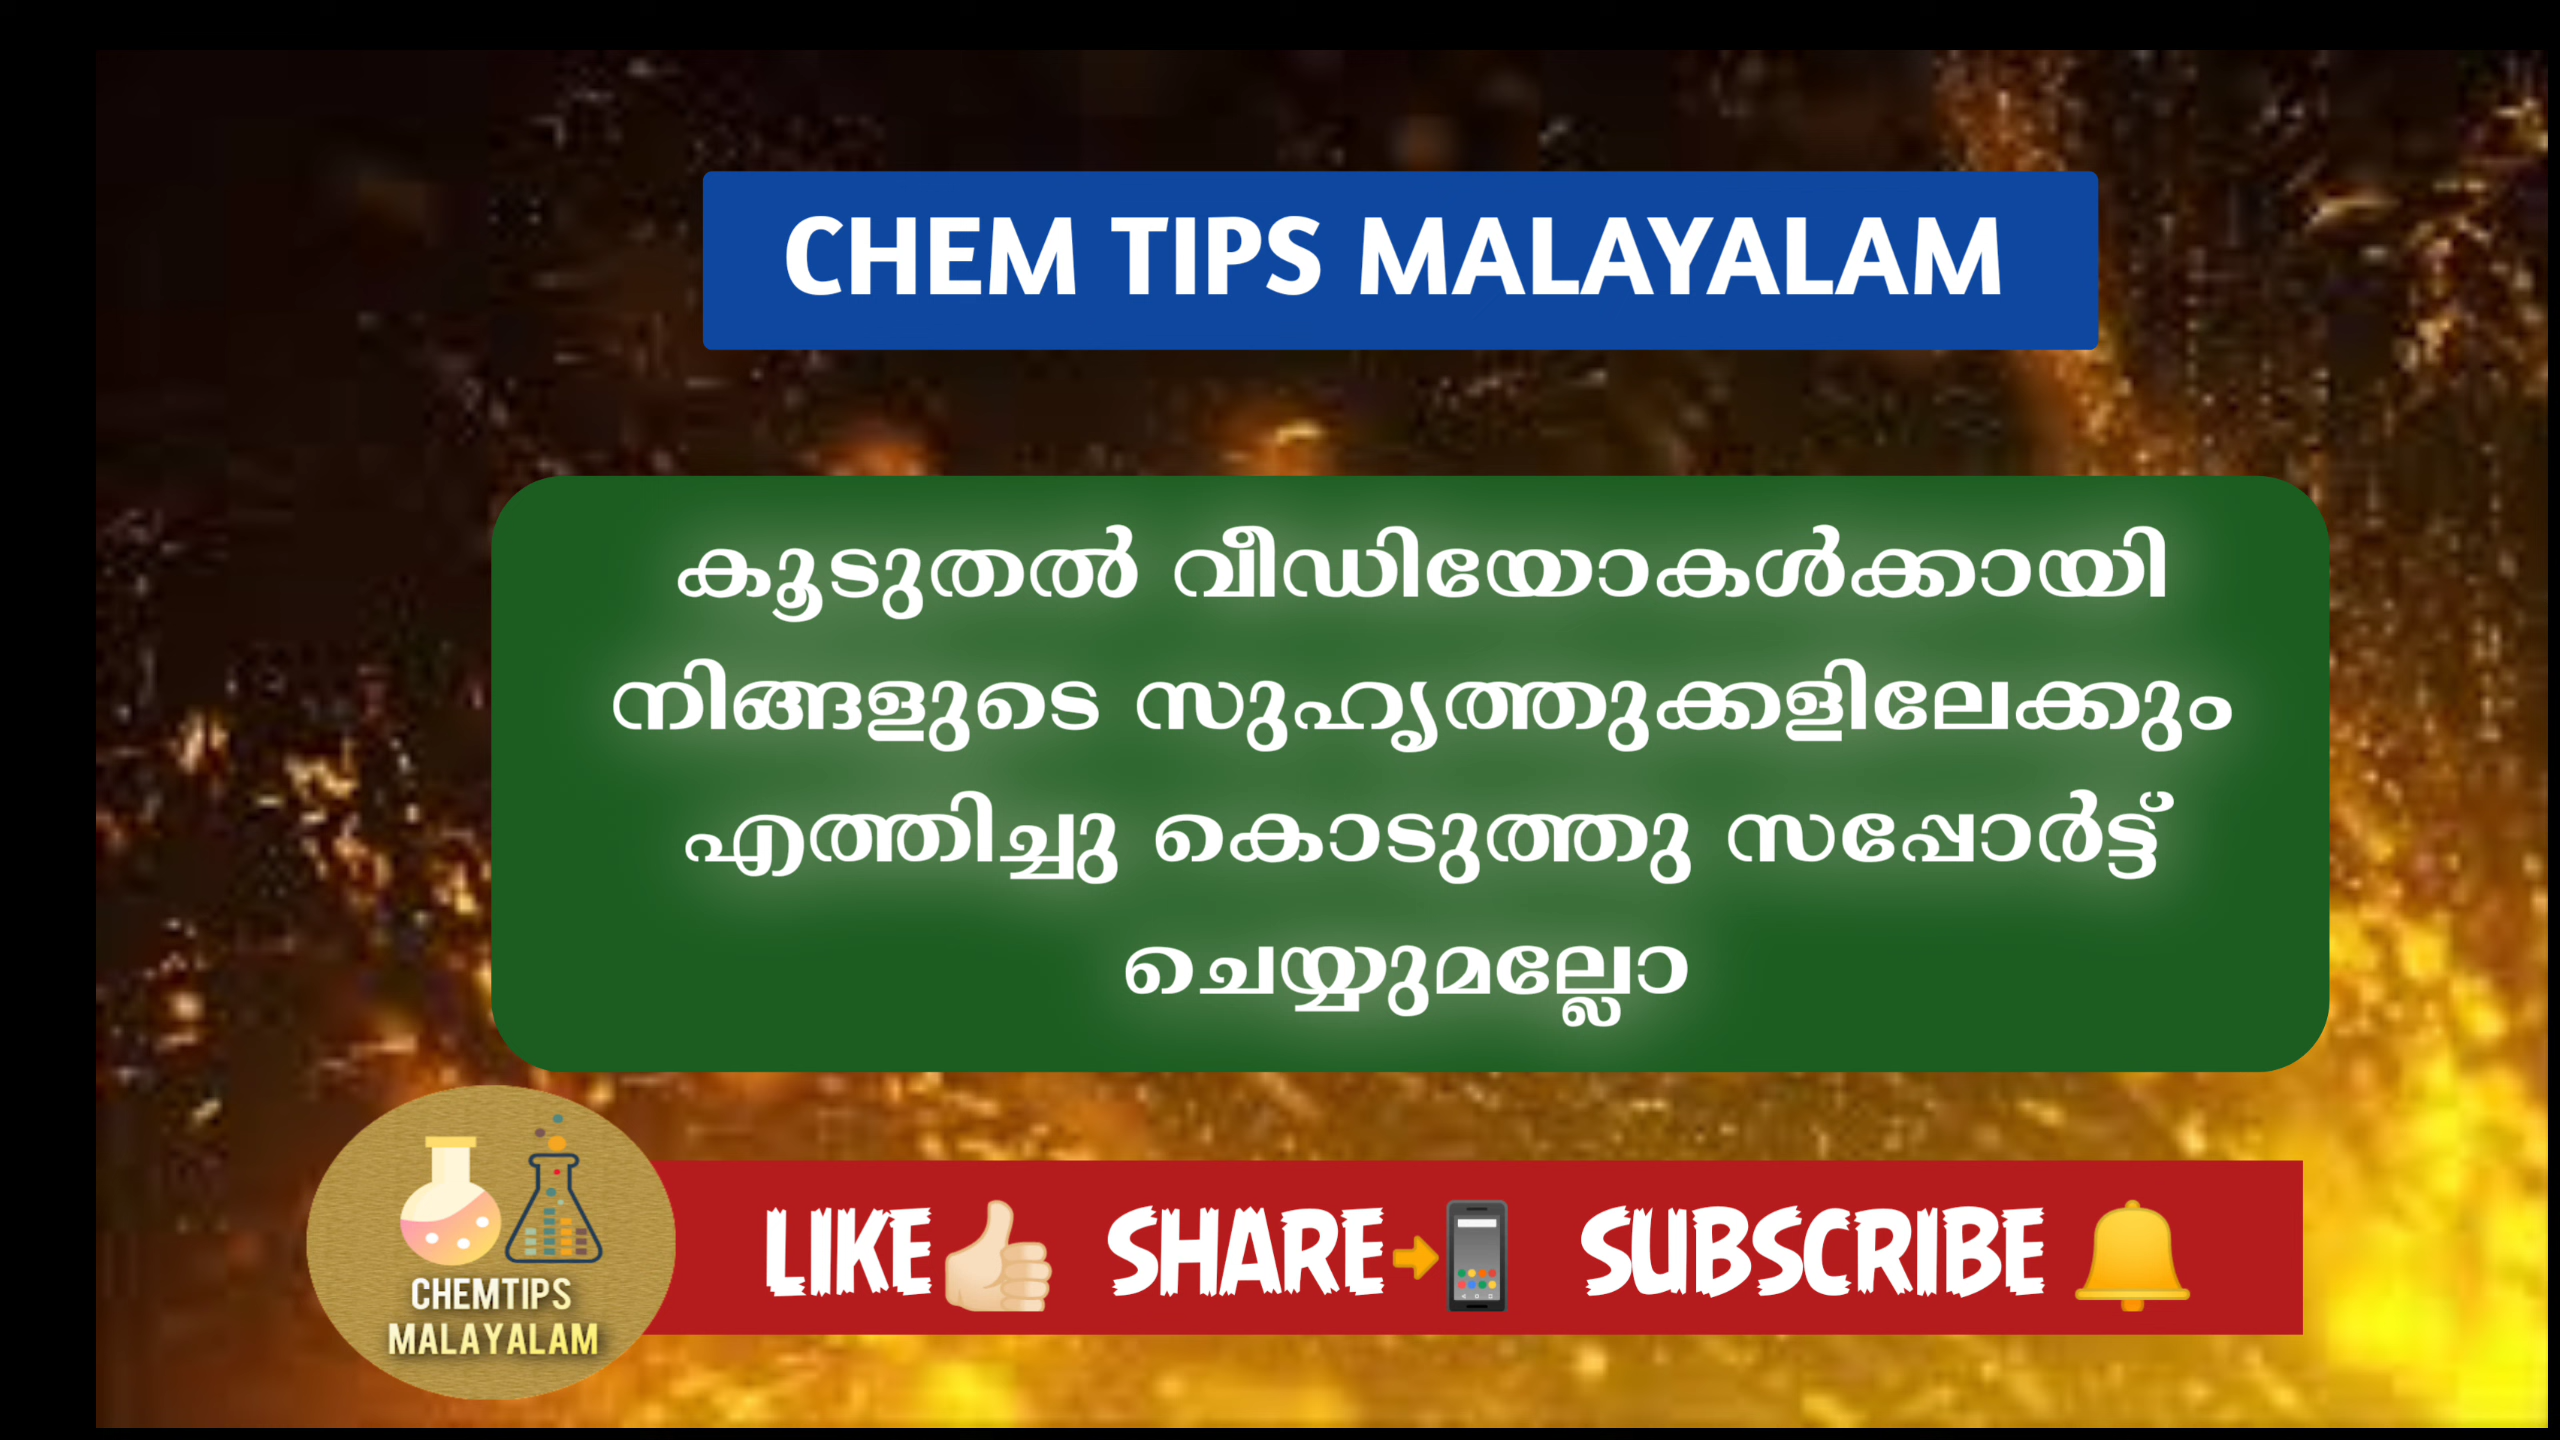 CHEM TIPS MALAYALAM
കൂടുതൽ വീഡിയോകൾക്കായി
നിങ്ങളുടെ സുഹൃത്തുക്കളിലേക്കും
എത്തിച്ചു കൊടുത്തു സപ്പോർട്ട്
ചെയ്യുമല്ലോ
LIKE👍🏻 SHARE📲 SUBSCRIBE 🔔
CHEMTIPS
MALAYALAM